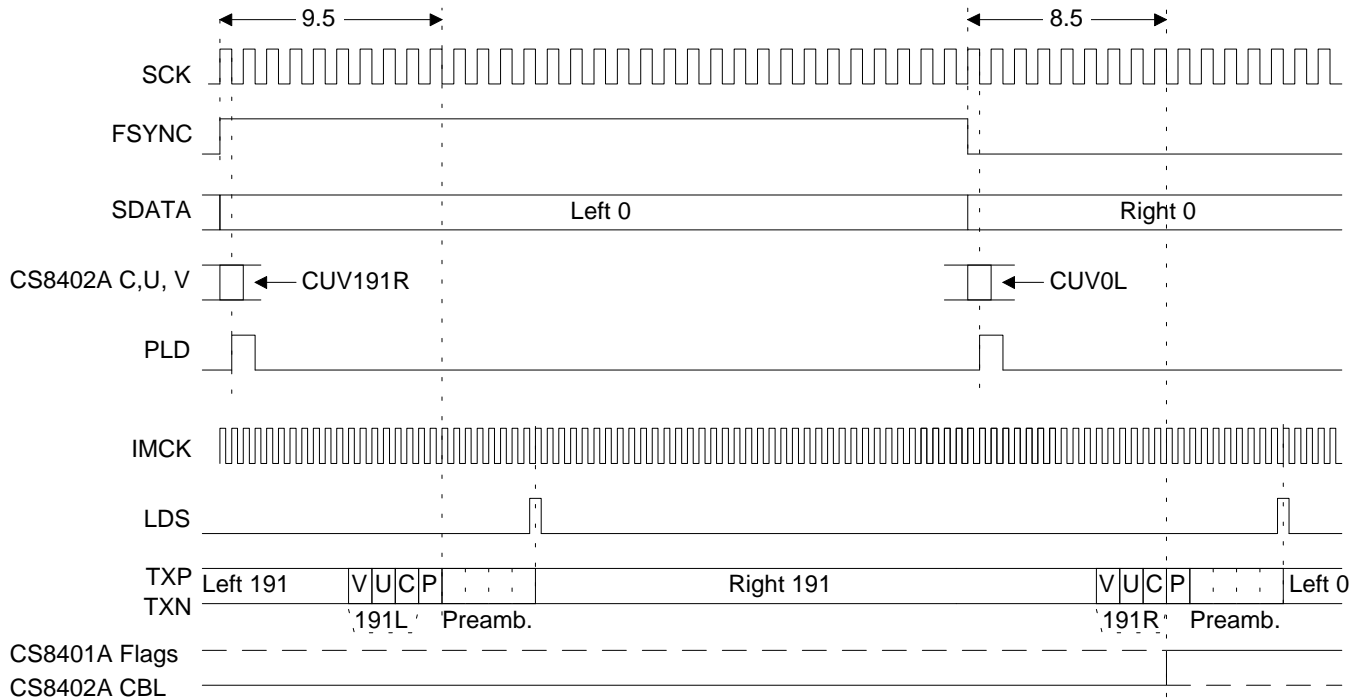 9.5 8.5
SCK
FSYNC
SDATA Left 0 Right 0
CS8402A C,U, V CUV191R CUV0L
PLD
IMCK
LDS
TXP Left 191 V U C P Right 191 V U C P Left 0
TXN
191L Preamb. 191R Preamb.
CS8401A Flags
CS8402A CBL